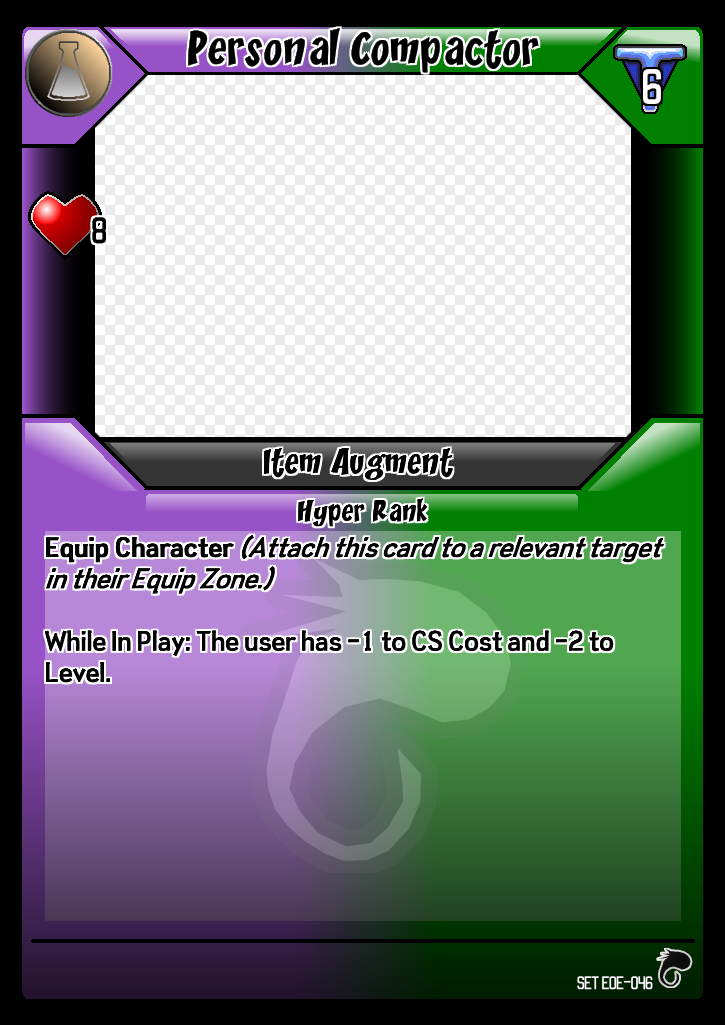 Personal Compactor
6
8
Item Augment
Hyper Rank
Equip Character (Attach this card to a relevant target
in their Equip Zone.)
While In Play: The user has -1 to CS Cost and -2 to
Level.
SET EOE-046